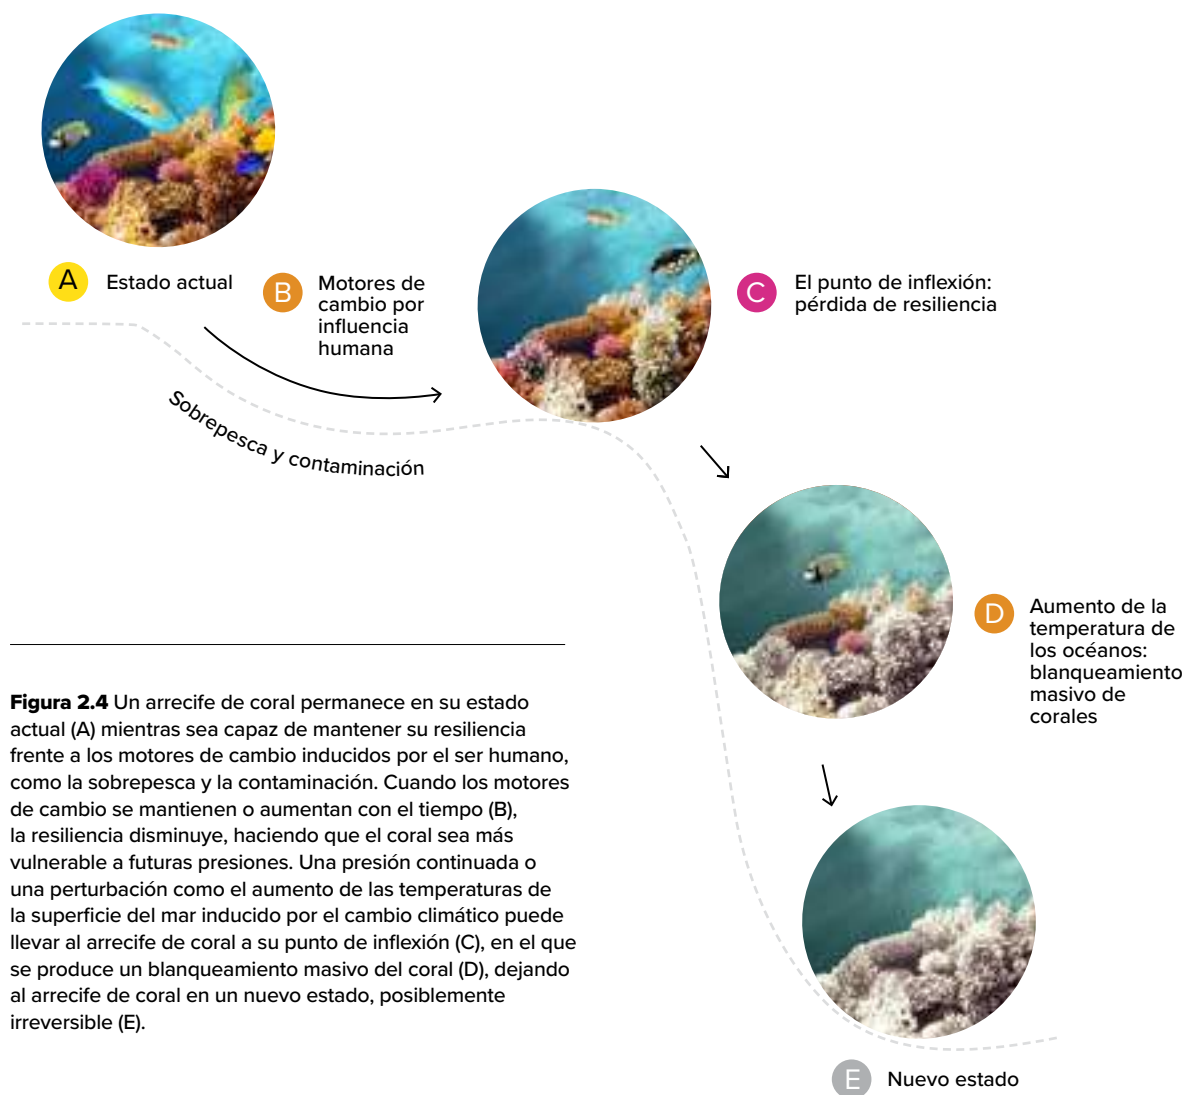 A Estado actual
B Motores de
cambio por
influencia
humana
C El punto de inflexión:
pérdida de resiliencia
Sobrepesca y contaminación
D Aumento de la
temperatura de
los océanos:
blanqueamiento
masivo de
corales
Figura 2.4 Un arrecife de coral permanece en su estado
actual (A) mientras sea capaz de mantener su resiliencia
frente a los motores de cambio inducidos por el ser humano,
como la sobrepesca y la contaminación. Cuando los motores
de cambio se mantienen o aumentan con el tiempo (B),
la resiliencia disminuye, haciendo que el coral sea más
vulnerable a futuras presiones. Una presión continuada o
una perturbación como el aumento de las temperaturas de
la superficie del mar inducido por el cambio climático puede
llevar al arrecife de coral a su punto de inflexión (C), en el que
se produce un blanqueamiento masivo del coral (D), dejando
al arrecife de coral en un nuevo estado, posiblemente
irreversible (E).
E Nuevo estado